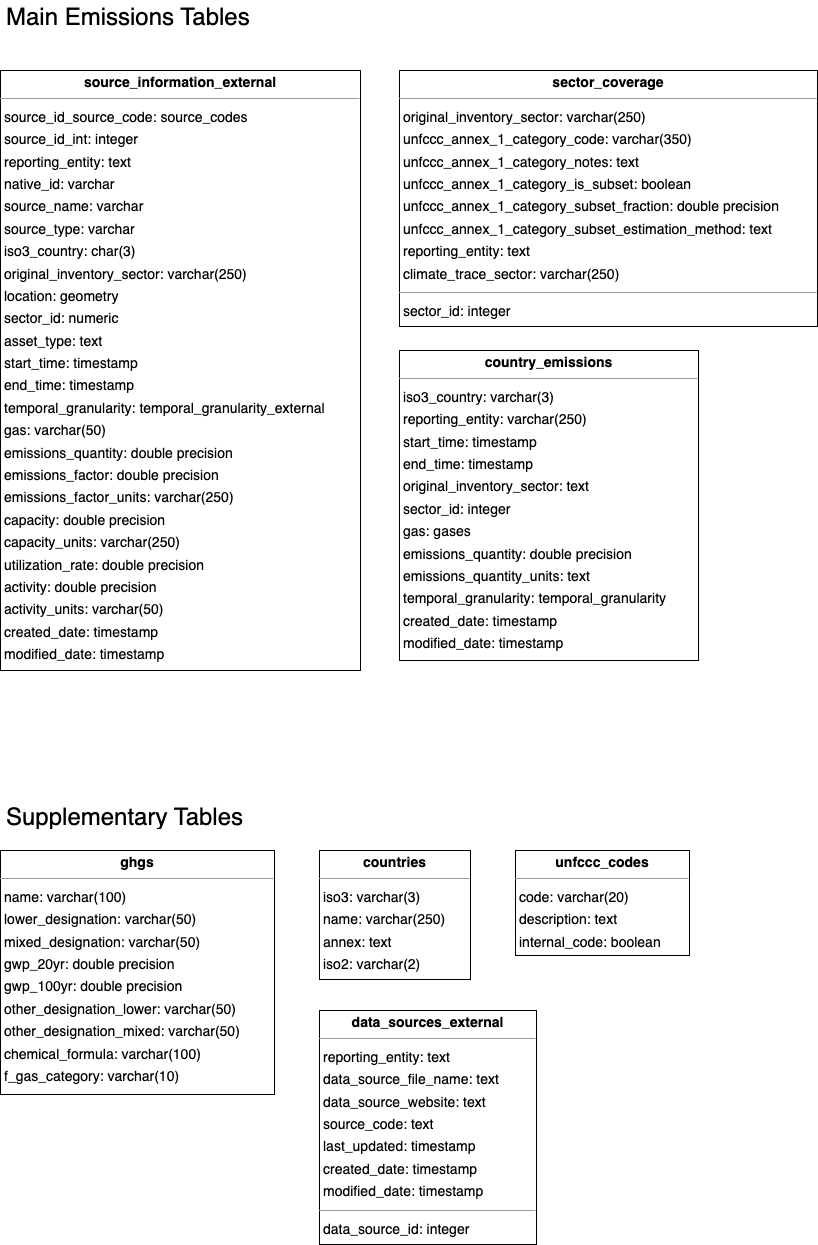 Main Emissions Tables
source_information_external
source_id_source_code: source_codes
source_id_int: integer
reporting_entity: text
native_id: varchar
source_name: varchar
source_type: varchar
iso3_country: char(3)
original_inventory_sector: varchar(250)
location: geometry
sector_id: numeric
asset_type: text
start_time: timestamp
end_time: timestamp
temporal_granularity: temporal_granularity_external
gas: varchar(50)
emissions_quantity: double precision
emissions_factor: double precision
emissions_factor_units: varchar(250)
capacity: double precision
capacity_units: varchar(250)
utilization_rate: double precision
activity: double precision
activity_units: varchar(50)
created_date: timestamp
modified_date: timestamp
sector_coverage
original_inventory_sector: varchar(250)
unfccc_annex_1_category_code: varchar(350)
unfccc_annex_1_category_notes: text
unfccc_annex_1_category_is_subset: boolean
unfccc_annex_1_category_subset_fraction: double precision
unfccc_annex_1_category_subset_estimation_method: text
reporting_entity: text
climate_trace_sector: varchar(250)
sector_id: integer
country_emissions
iso3_country: varchar(3)
reporting_entity: varchar(250)
start_time: timestamp
end_time: timestamp
original_inventory_sector: text
sector_id: integer
gas: gases
emissions_quantity: double precision
emissions_quantity_units: text
temporal_granularity: temporal_granularity
created_date: timestamp
modified_date: timestamp
Supplementary Tables
ghgs
name: varchar(100)
lower_designation: varchar(50)
mixed_designation: varchar(50)
gwp_20yr: double precision
gwp_100yr: double precision
other_designation_lower: varchar(50)
other_designation_mixed: varchar(50)
chemical_formula: varchar(100)
f_gas_category: varchar(10)
countries
iso3: varchar(3)
name: varchar(250)
annex: text
iso2: varchar(2)
unfccc_codes
code: varchar(20)
description: text
internal_code: boolean
data_sources_external
reporting_entity: text
data_source_file_name: text
data_source_website: text
source_code: text
last_updated: timestamp
created_date: timestamp
modified_date: timestamp
data_source_id: integer